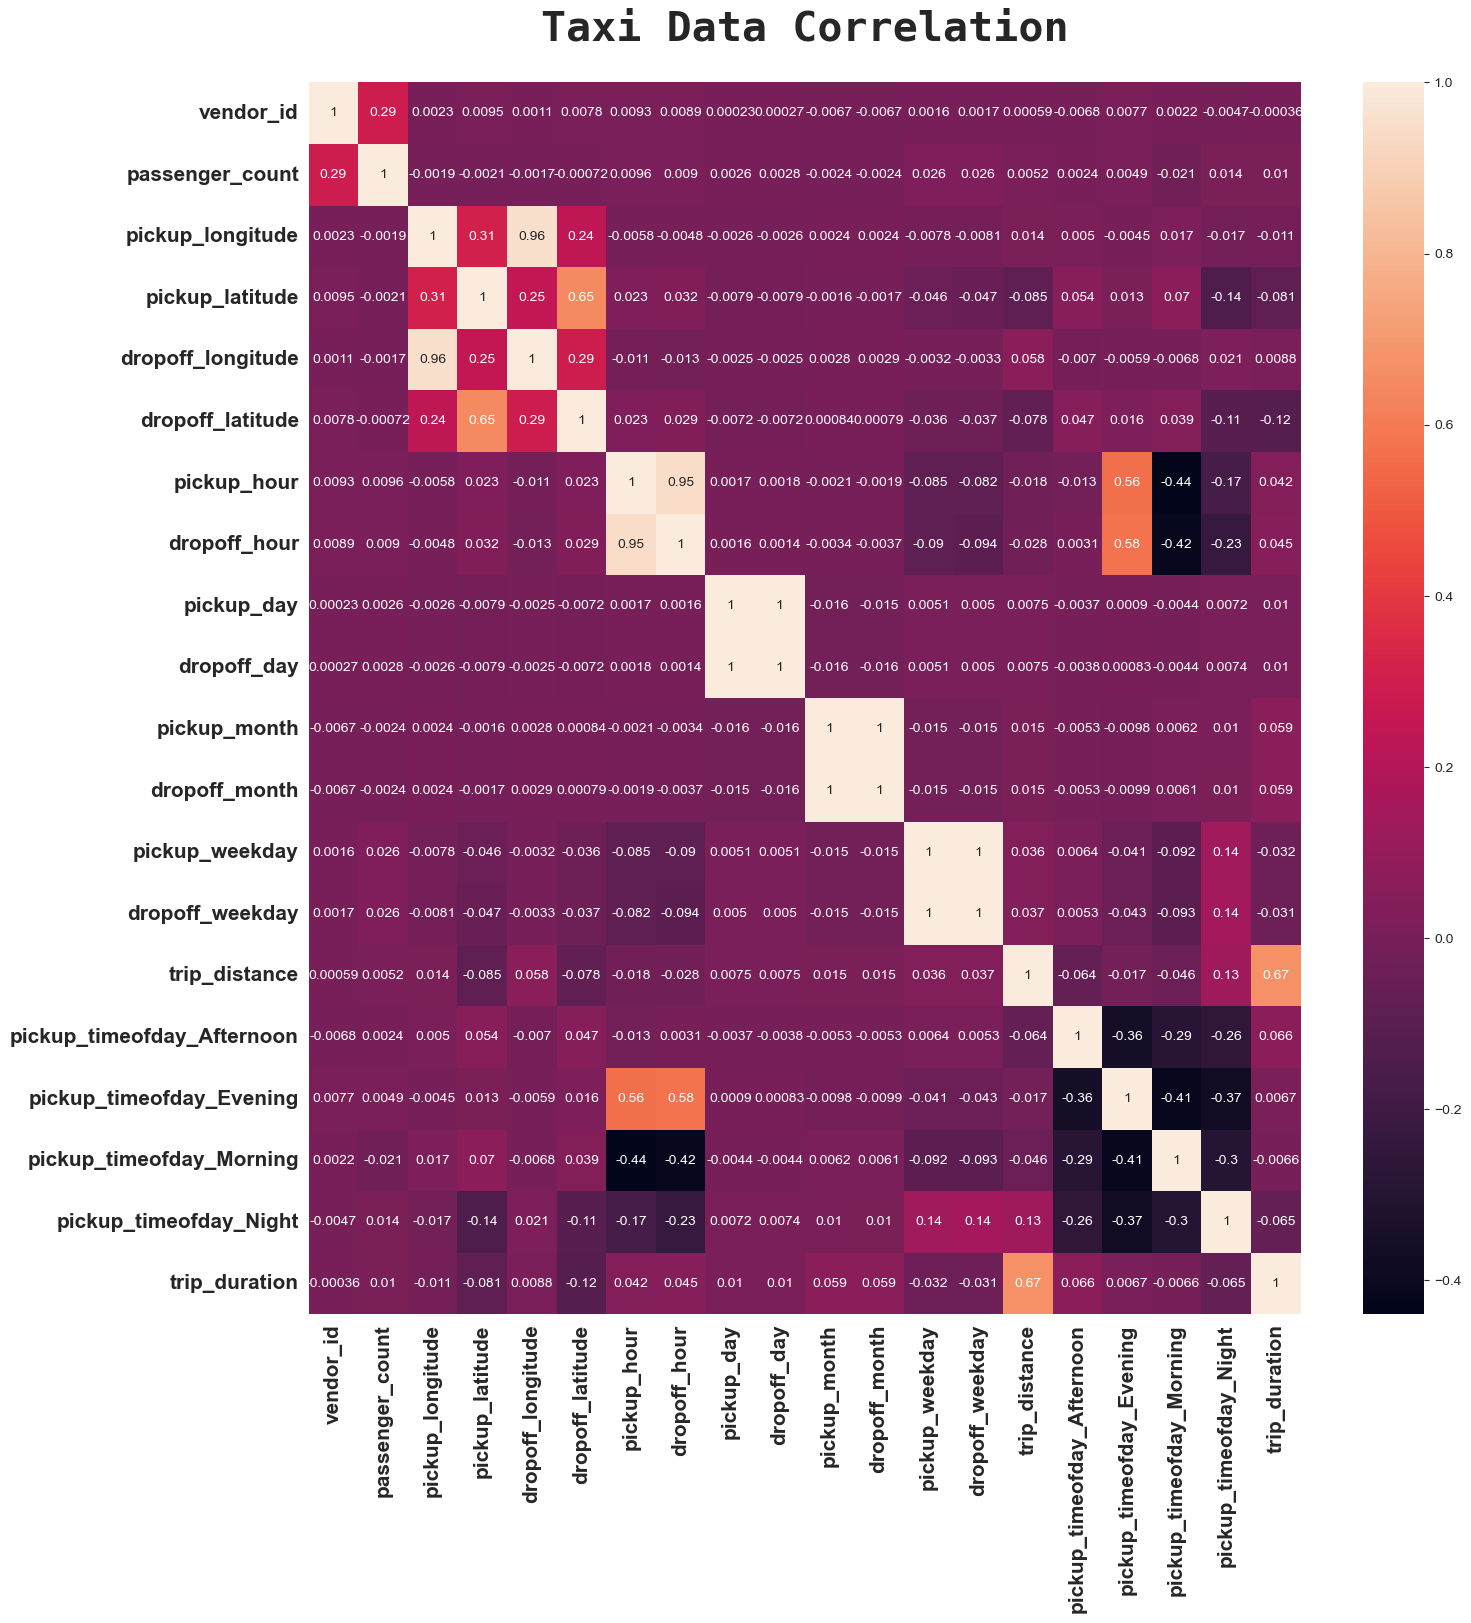 Taxi Data Correlation
vendor_id 1 0.29 0.0023 0.0095 0.0011 0.0078 0.0093 0.0089 0.00023 0.00027 -0.0067 -0.0067 0.0016 0.0017 0.00059 -0.0068 0.0077 0.0022 -0.0047 -0.00036
passenger_count 0.29 1 -0.0019 -0.0021 -0.0017 -0.00072 0.0096 0.009 0.0026 0.0028 -0.0024 -0.0024 0.026 0.026 0.0052 0.0024 0.0049 -0.021 0.014 0.01
pickup_longitude 0.0023 -0.0019 1 0.31 0.96 0.24 -0.0058 -0.0048 -0.0026 -0.0026 0.0024 0.0024 -0.0078 -0.0081 0.014 0.005 -0.0045 0.017 -0.017 -0.011
pickup_latitude 0.0095 -0.0021 0.31 1 0.25 0.65 0.023 0.032 -0.0079 -0.0079 -0.0016 -0.0017 -0.046 -0.047 -0.085 0.054 0.013 0.07 -0.14 -0.081
dropoff_longitude 0.0011 -0.0017 0.96 0.25 1 0.29 -0.011 -0.013 -0.0025 -0.0025 0.0028 0.0029 -0.0032 -0.0033 0.058 -0.007 -0.0059 -0.0068 0.021 0.0088
dropoff_latitude 0.0078 -0.00072 0.24 0.65 0.29 1 0.023 0.029 -0.0072 -0.0072 0.00084 0.00079 -0.036 -0.037 -0.078 0.047 0.016 0.039 -0.11 -0.12
pickup_hour 0.0093 0.0096 -0.0058 0.023 -0.011 0.023 1 0.95 0.0017 0.0018 -0.0021 -0.0019 -0.085 -0.082 -0.018 -0.013 0.56 -0.44 -0.17 0.042
dropoff_hour 0.0089 0.009 -0.0048 0.032 -0.013 0.029 0.95 1 0.0016 0.0014 -0.0034 -0.0037 -0.09 -0.094 -0.028 0.0031 0.58 -0.42 -0.23 0.045
pickup_day 0.00023 0.0026 -0.0026 -0.0079 -0.0025 -0.0072 0.0017 0.0016 1 1 -0.016 -0.015 0.0051 0.005 0.0075 -0.0037 0.0009 -0.0044 0.0072 0.01
dropoff_day 0.00027 0.0028 -0.0026 -0.0079 -0.0025 -0.0072 0.0018 0.0014 1 1 -0.016 -0.016 0.0051 0.005 0.0075 -0.0038 0.00083 -0.0044 0.0074 0.01
pickup_month -0.0067 -0.0024 0.0024 -0.0016 0.0028 0.00084 -0.0021 -0.0034 -0.016 -0.016 1 1 -0.015 -0.015 0.015 -0.0053 -0.0098 0.0062 0.01 0.059
dropoff_month -0.0067 -0.0024 0.0024 -0.0017 0.0029 0.00079 -0.0019 -0.0037 -0.015 -0.016 1 1 -0.015 -0.015 0.015 -0.0053 -0.0099 0.0061 0.01 0.059
pickup_weekday 0.0016 0.026 -0.0078 -0.046 -0.0032 -0.036 -0.085 -0.09 0.0051 0.0051 -0.015 -0.015 1 1 0.036 0.0064 -0.041 -0.092 0.14 -0.032
dropoff_weekday 0.0017 0.026 -0.0081 -0.047 -0.0033 -0.037 -0.082 -0.094 0.005 0.005 -0.015 -0.015 1 1 0.037 0.0053 -0.043 -0.093 0.14 -0.031
trip_distance 0.00059 0.0052 0.014 -0.085 0.058 -0.078 -0.018 -0.028 0.0075 0.0075 0.015 0.015 0.036 0.037 1 -0.064 -0.017 -0.046 0.13 0.67
pickup_timeofday_Afternoon -0.0068 0.0024 0.005 0.054 -0.007 0.047 -0.013 0.0031 -0.0037 -0.0038 -0.0053 -0.0053 0.0064 0.0053 -0.064 1 -0.36 -0.29 -0.26 0.066
pickup_timeofday_Evening 0.0077 0.0049 -0.0045 0.013 -0.0059 0.016 0.56 0.58 0.0009 0.00083 -0.0098 -0.0099 -0.041 -0.043 -0.017 -0.36 1 -0.41 -0.37 0.0067
pickup_timeofday_Morning 0.0022 -0.021 0.017 0.07 -0.0068 0.039 -0.44 -0.42 -0.0044 -0.0044 0.0062 0.0061 -0.092 -0.093 -0.046 -0.29 -0.41 1 -0.3 -0.0066
pickup_timeofday_Night -0.0047 0.014 -0.017 -0.14 0.021 -0.11 -0.17 -0.23 0.0072 0.0074 0.01 0.01 0.14 0.14 0.13 -0.26 -0.37 -0.3 1 -0.065
trip_duration -0.00036 0.01 -0.011 -0.081 0.0088 -0.12 0.042 0.045 0.01 0.01 0.059 0.059 -0.032 -0.031 0.67 0.066 0.0067 -0.0066 -0.065 1
vendor_id
passenger_count
pickup_longitude
pickup_latitude
dropoff_longitude
dropoff_latitude
pickup_hour
dropoff_hour
pickup_day
dropoff_day
pickup_month
dropoff_month
pickup_weekday
dropoff_weekday
trip_distance
pickup_timeofday_Afternoon
pickup_timeofday_Evening
pickup_timeofday_Morning
pickup_timeofday_Night
trip_duration
1.0
0.8
0.6
0.4
0.2
0.0
−0.2
−0.4